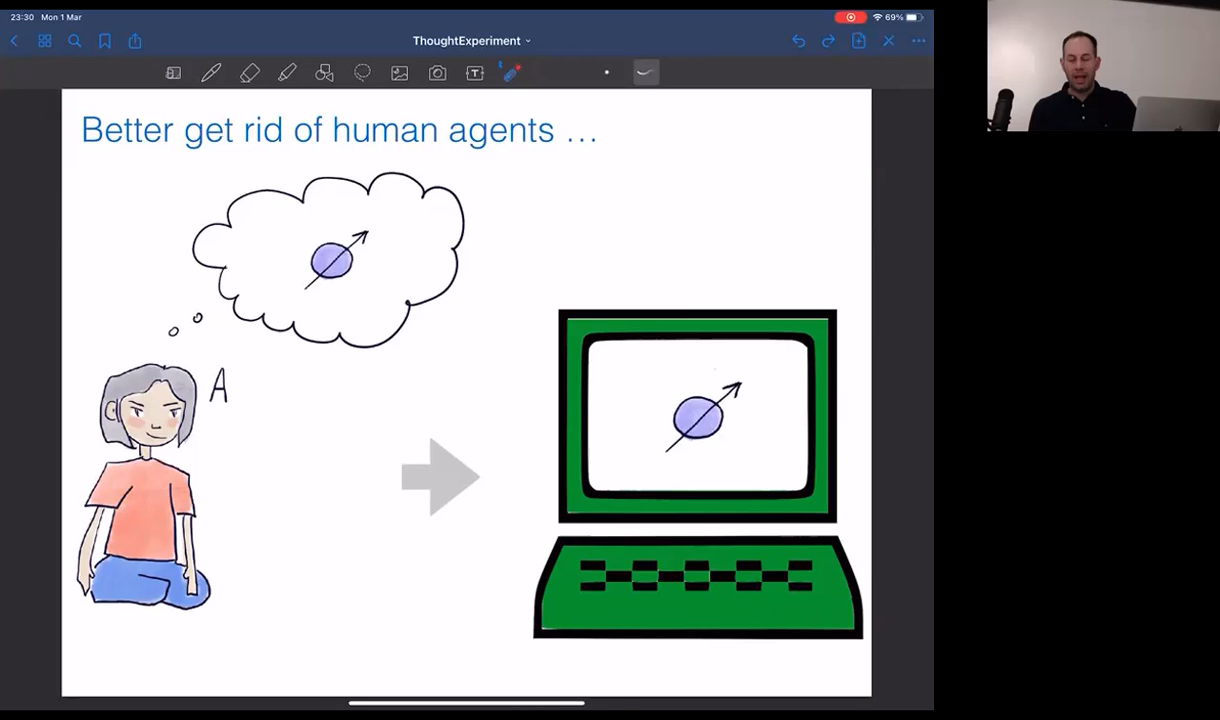 23:30 Mon 1 Mar
69%
ThoughtExperiment
T
Better get rid of human agents ...
A